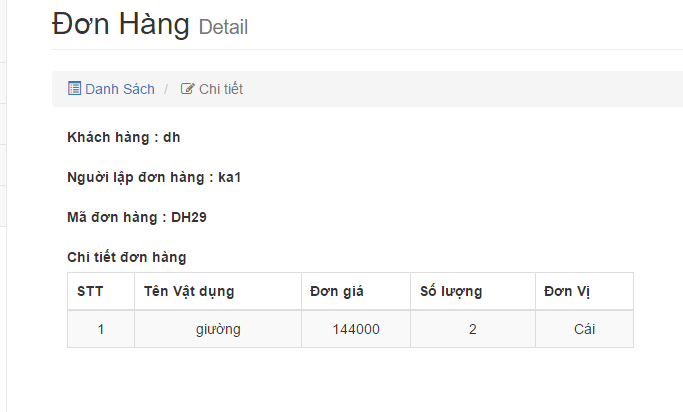 Đơn Hàng Detail
Danh Sách / Chi tiết
Khách hàng : dh
Người lập đơn hàng : ka1
Mã đơn hàng : DH29
Chi tiết đơn hàng
STT Tên Vật dụng Đơn giá Số lượng Đơn Vị
1 giường 144000 2 Cái